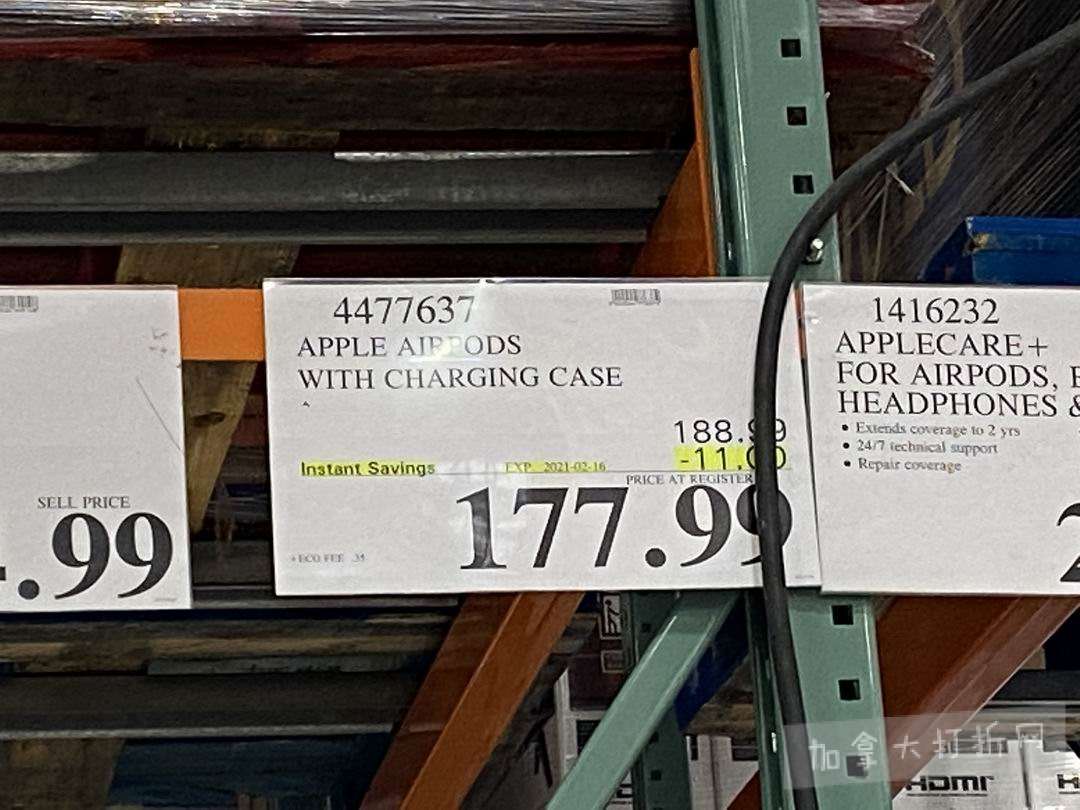 SELL PRICE
.99
4477637
APPLE AIRPODS
WITH CHARGING CASE
188.99
Instant Savings EXP. 2021-02-16 -11.00
PRICE AT REGISTER
177.99
+ ECO FEE .35
1416232
APPLECARE+
FOR AIRPODS,
HEADPHONES &
• Extends coverage to 2 yrs
• 24/7 technical support
• Repair coverage
2
加拿大打折网
HDMI